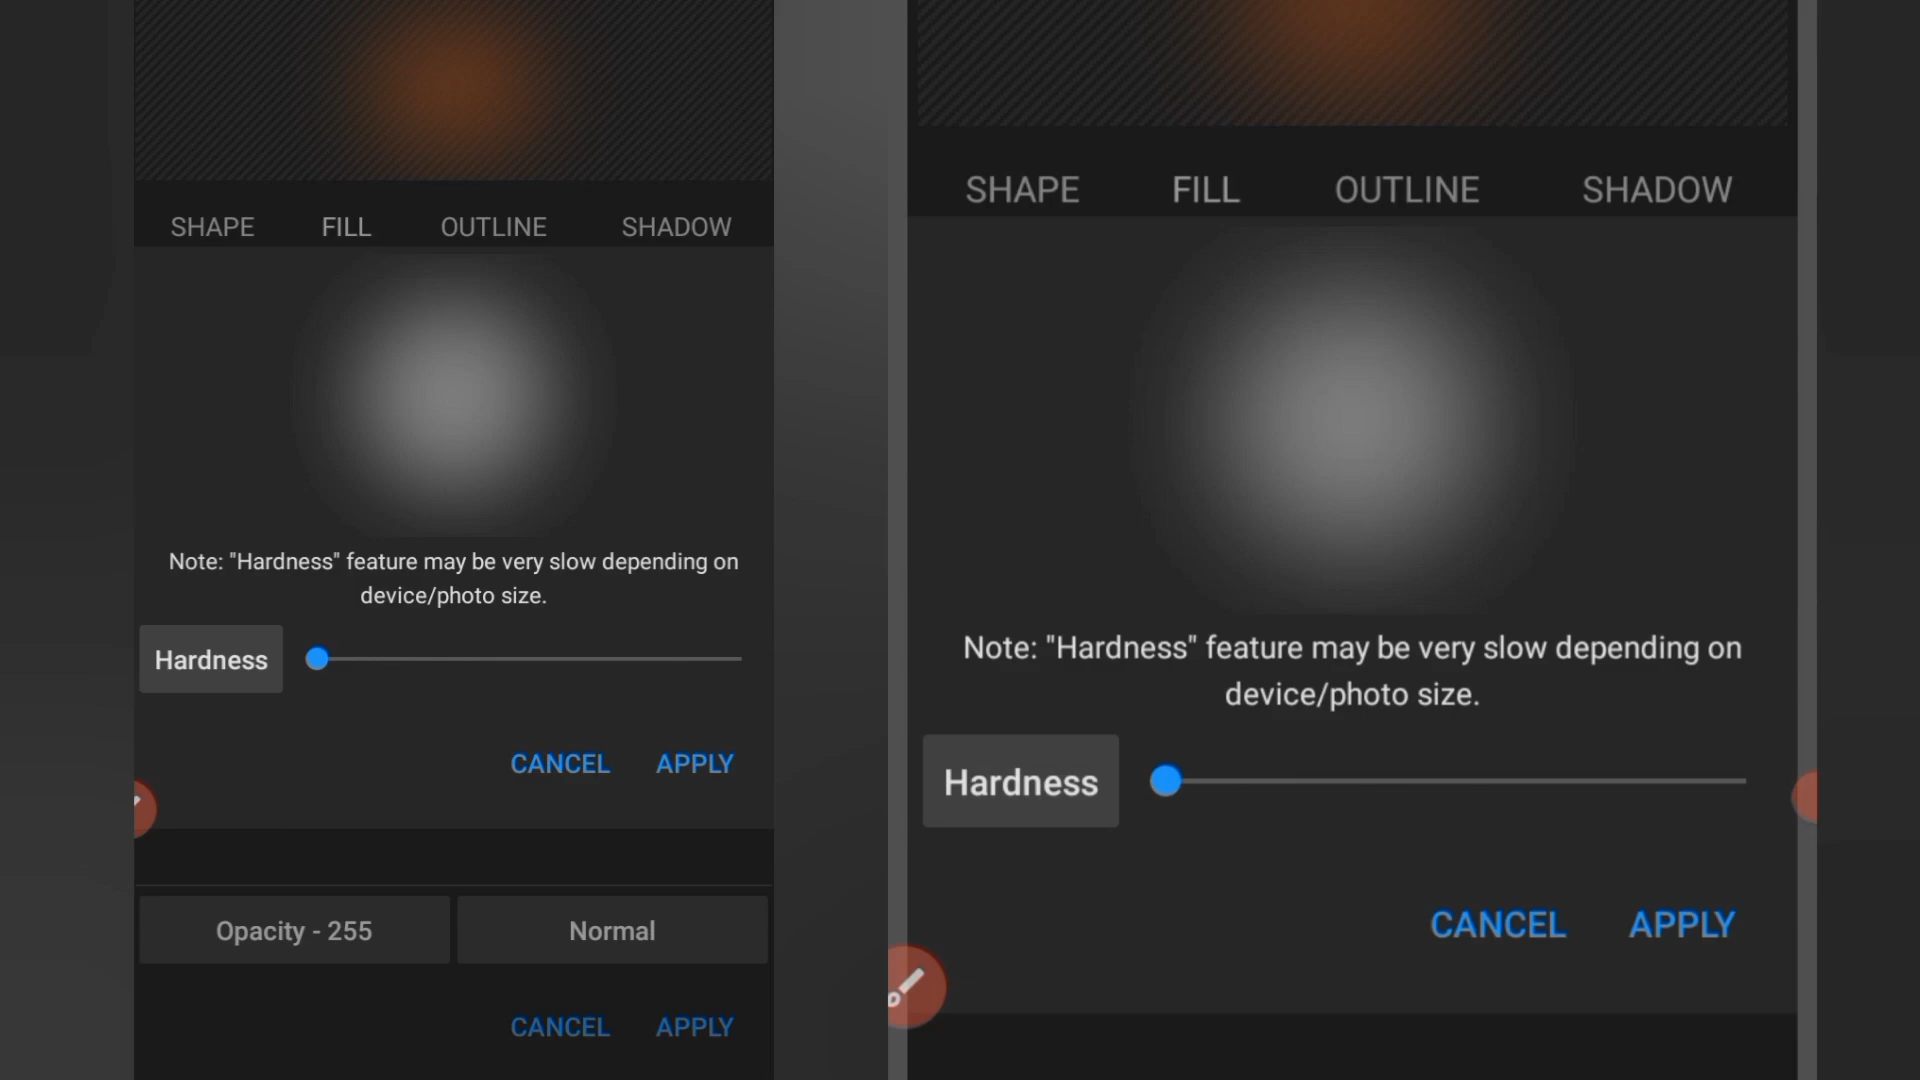 SHAPE FILL OUTLINE SHADOW
Note: "Hardness" feature may be very slow depending on
device/photo size.
Hardness
CANCEL APPLY
Opacity - 255 Normal
CANCEL APPLY
SHAPE FILL OUTLINE SHADOW
Note: "Hardness" feature may be very slow depending on
device/photo size.
Hardness
CANCEL APPLY